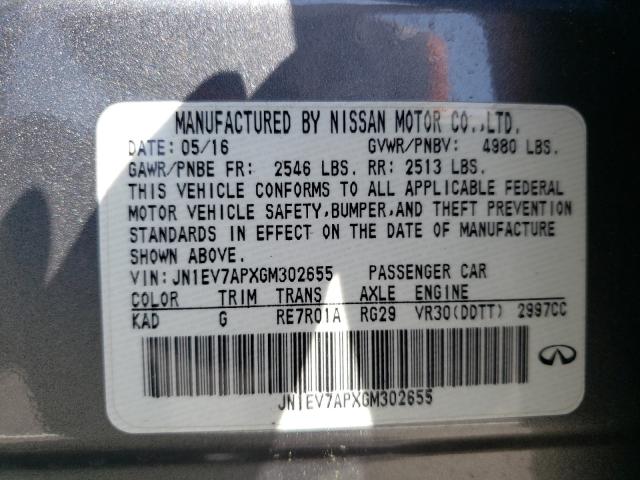 MANUFACTURED BY NISSAN MOTOR CO.,LTD.
DATE: 05/16 GVWR/PNBV: 4980 LBS.
GAWR/PNBE FR: 2546 LBS. RR: 2513 LBS.
THIS VEHICLE CONFORMS TO ALL APPLICABLE FEDERAL
MOTOR VEHICLE SAFETY,BUMPER,AND THEFT PREVENTION
STANDARDS IN EFFECT ON THE DATE OF MANUFACTURE
SHOWN ABOVE.
VIN:JN1EV7APXGM302655 PASSENGER CAR
COLOR TRIM TRANS AXLE ENGINE
KAD G RE7R01A RG29 VR30(DDTT) 2997CC
JN1EV7APXGM302655